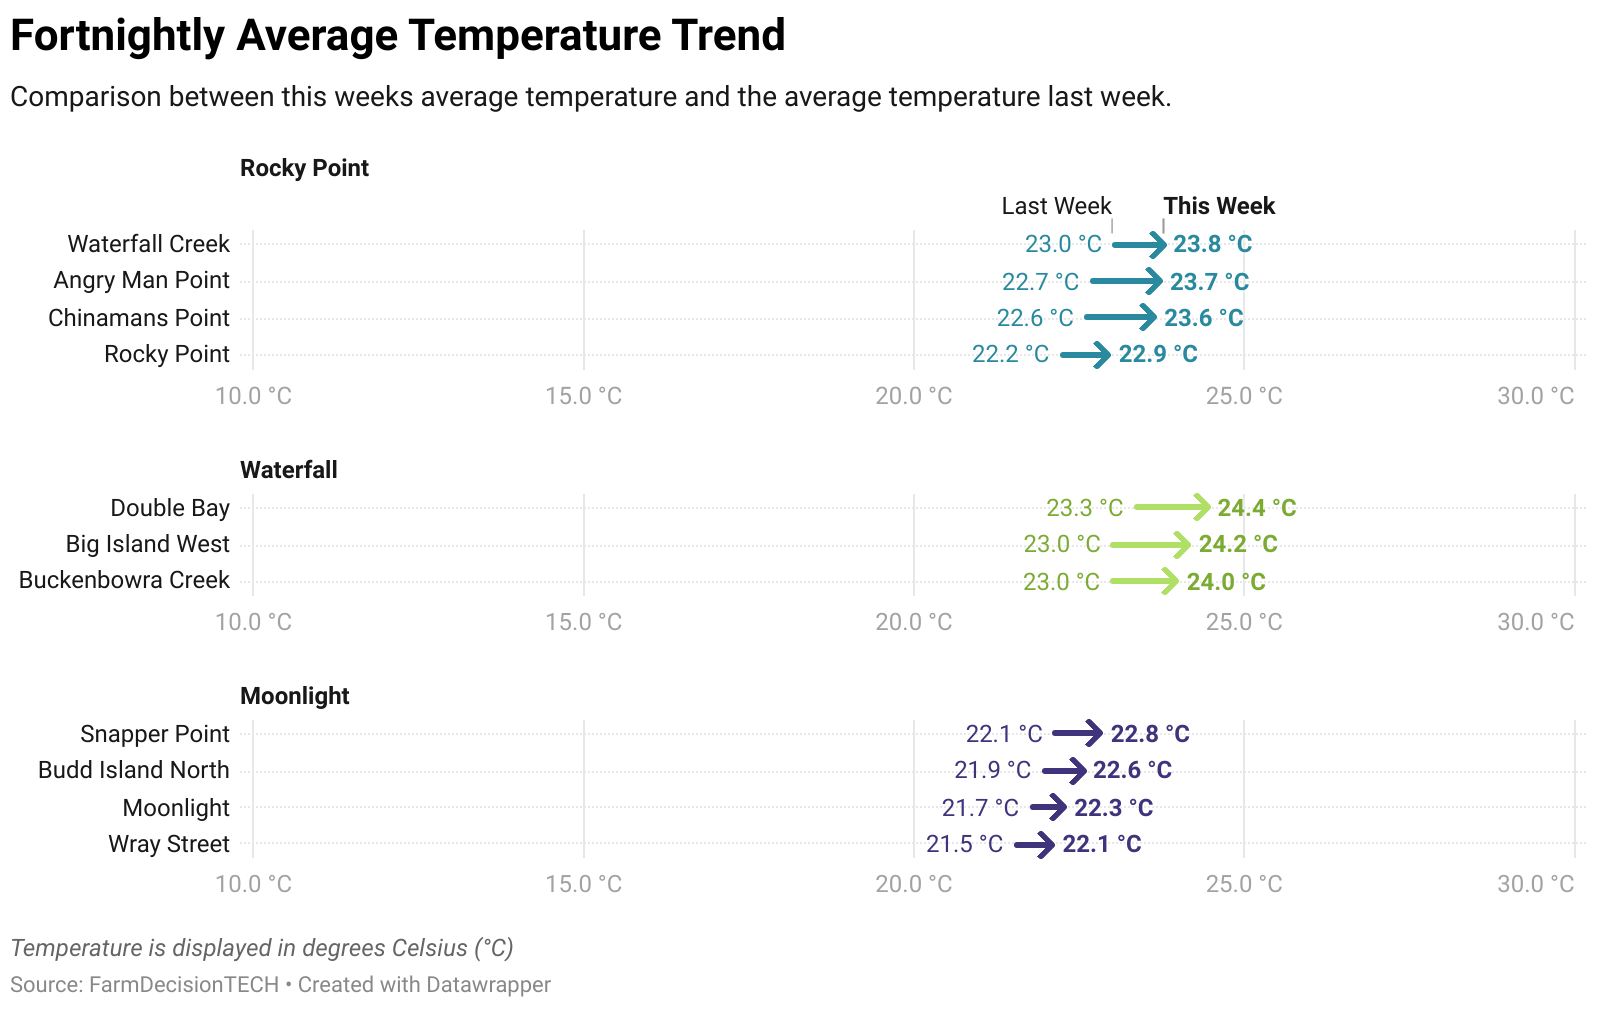 Fortnightly Average Temperature Trend
Comparison between this weeks average temperature and the average temperature last week.
Rocky Point
Last Week This Week
Waterfall Creek 23.0 °C 23.8 °C
Angry Man Point 22.7 °C 23.7 °C
Chinamans Point 22.6 °C 23.6 °C
Rocky Point 22.2 °C 22.9 °C
10.0 °C 15.0 °C 20.0 °C 25.0 °C 30.0 °C
Waterfall
Double Bay 23.3 °C 24.4 °C
Big Island West 23.0 °C 24.2 °C
Buckenbowra Creek 23.0 °C 24.0 °C
10.0 °C 15.0 °C 20.0 °C 25.0 °C 30.0 °C
Moonlight
Snapper Point 22.1 °C 22.8 °C
Budd Island North 21.9 °C 22.6 °C
Moonlight 21.7 °C 22.3 °C
Wray Street 21.5 °C 22.1 °C
10.0 °C 15.0 °C 20.0 °C 25.0 °C 30.0 °C
Temperature is displayed in degrees Celsius (°C)
Source: FarmDecisionTECH • Created with Datawrapper